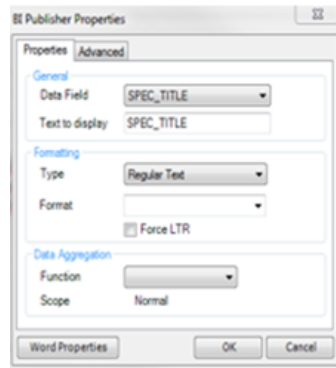 BI Publisher Properties
Properties Advanced
General
Data Field SPEC_TITLE
Text to display SPEC_TITLE
Formatting
Type Regular Text
Format
Force LTR
Data Aggregation
Function
Scope Normal
Word Properties OK Cancel